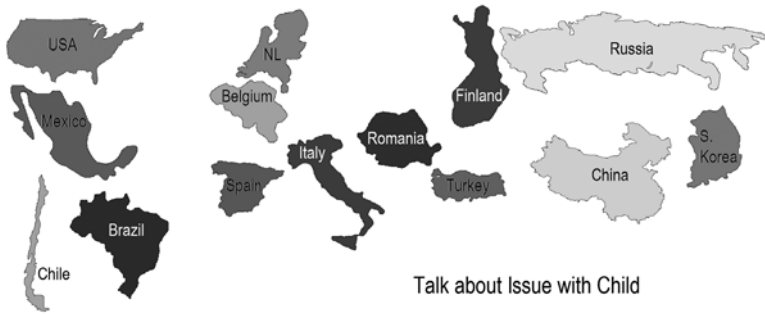 USA
NL
Russia
Belgium
Finland
Mexico
Romania
Italy
S.
Korea
China
Spain
Turkey
Brazil
Chile
Talk about Issue with Child